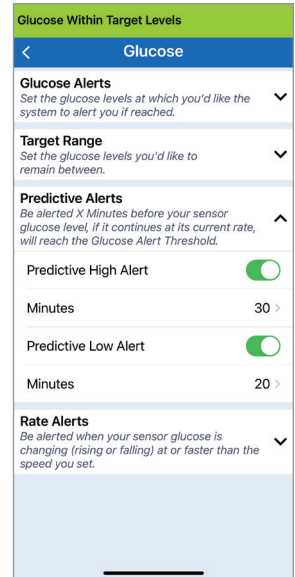 Glucose Within Target Levels
Glucose
Glucose Alerts
Set the glucose levels at which you'd like the
system to alert you if reached.
Target Range
Set the glucose levels you'd like to
remain between.
Predictive Alerts
Be alerted X Minutes before your sensor
glucose level, if it continues at its current rate,
will reach the Glucose Alert Threshold.
Predictive High Alert
Minutes 30
Predictive Low Alert
Minutes 20
Rate Alerts
Be alerted when your sensor glucose is
changing (rising or falling) at or faster than the
speed you set.